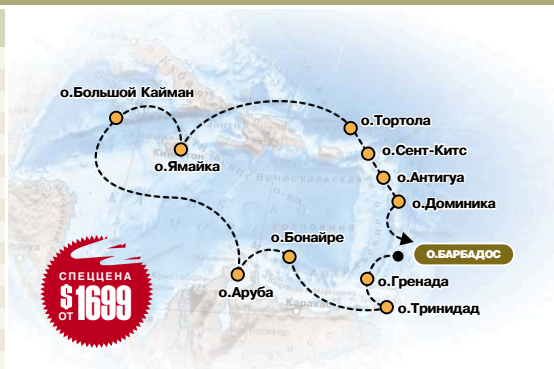 о.Большой Кайман
о.Тортола
о.Сент-Китс
о.Ямайка
о.Антигуа
о.Доминика
о.Бонайре
О.БАРБАДОС
СПЕЦЦЕНА
$
ОТ
1699
о.Аруба
о.Гренада
о.Тринидад